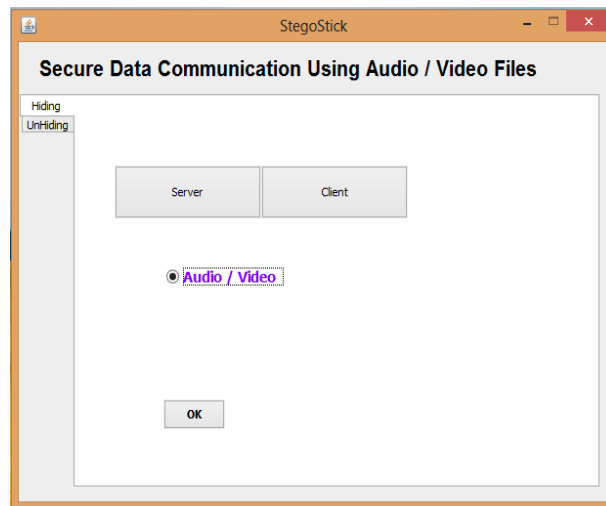 StegoStick
Secure Data Communication Using Audio / Video Files
Hiding
UnHiding
Server Client
Audio / Video
OK